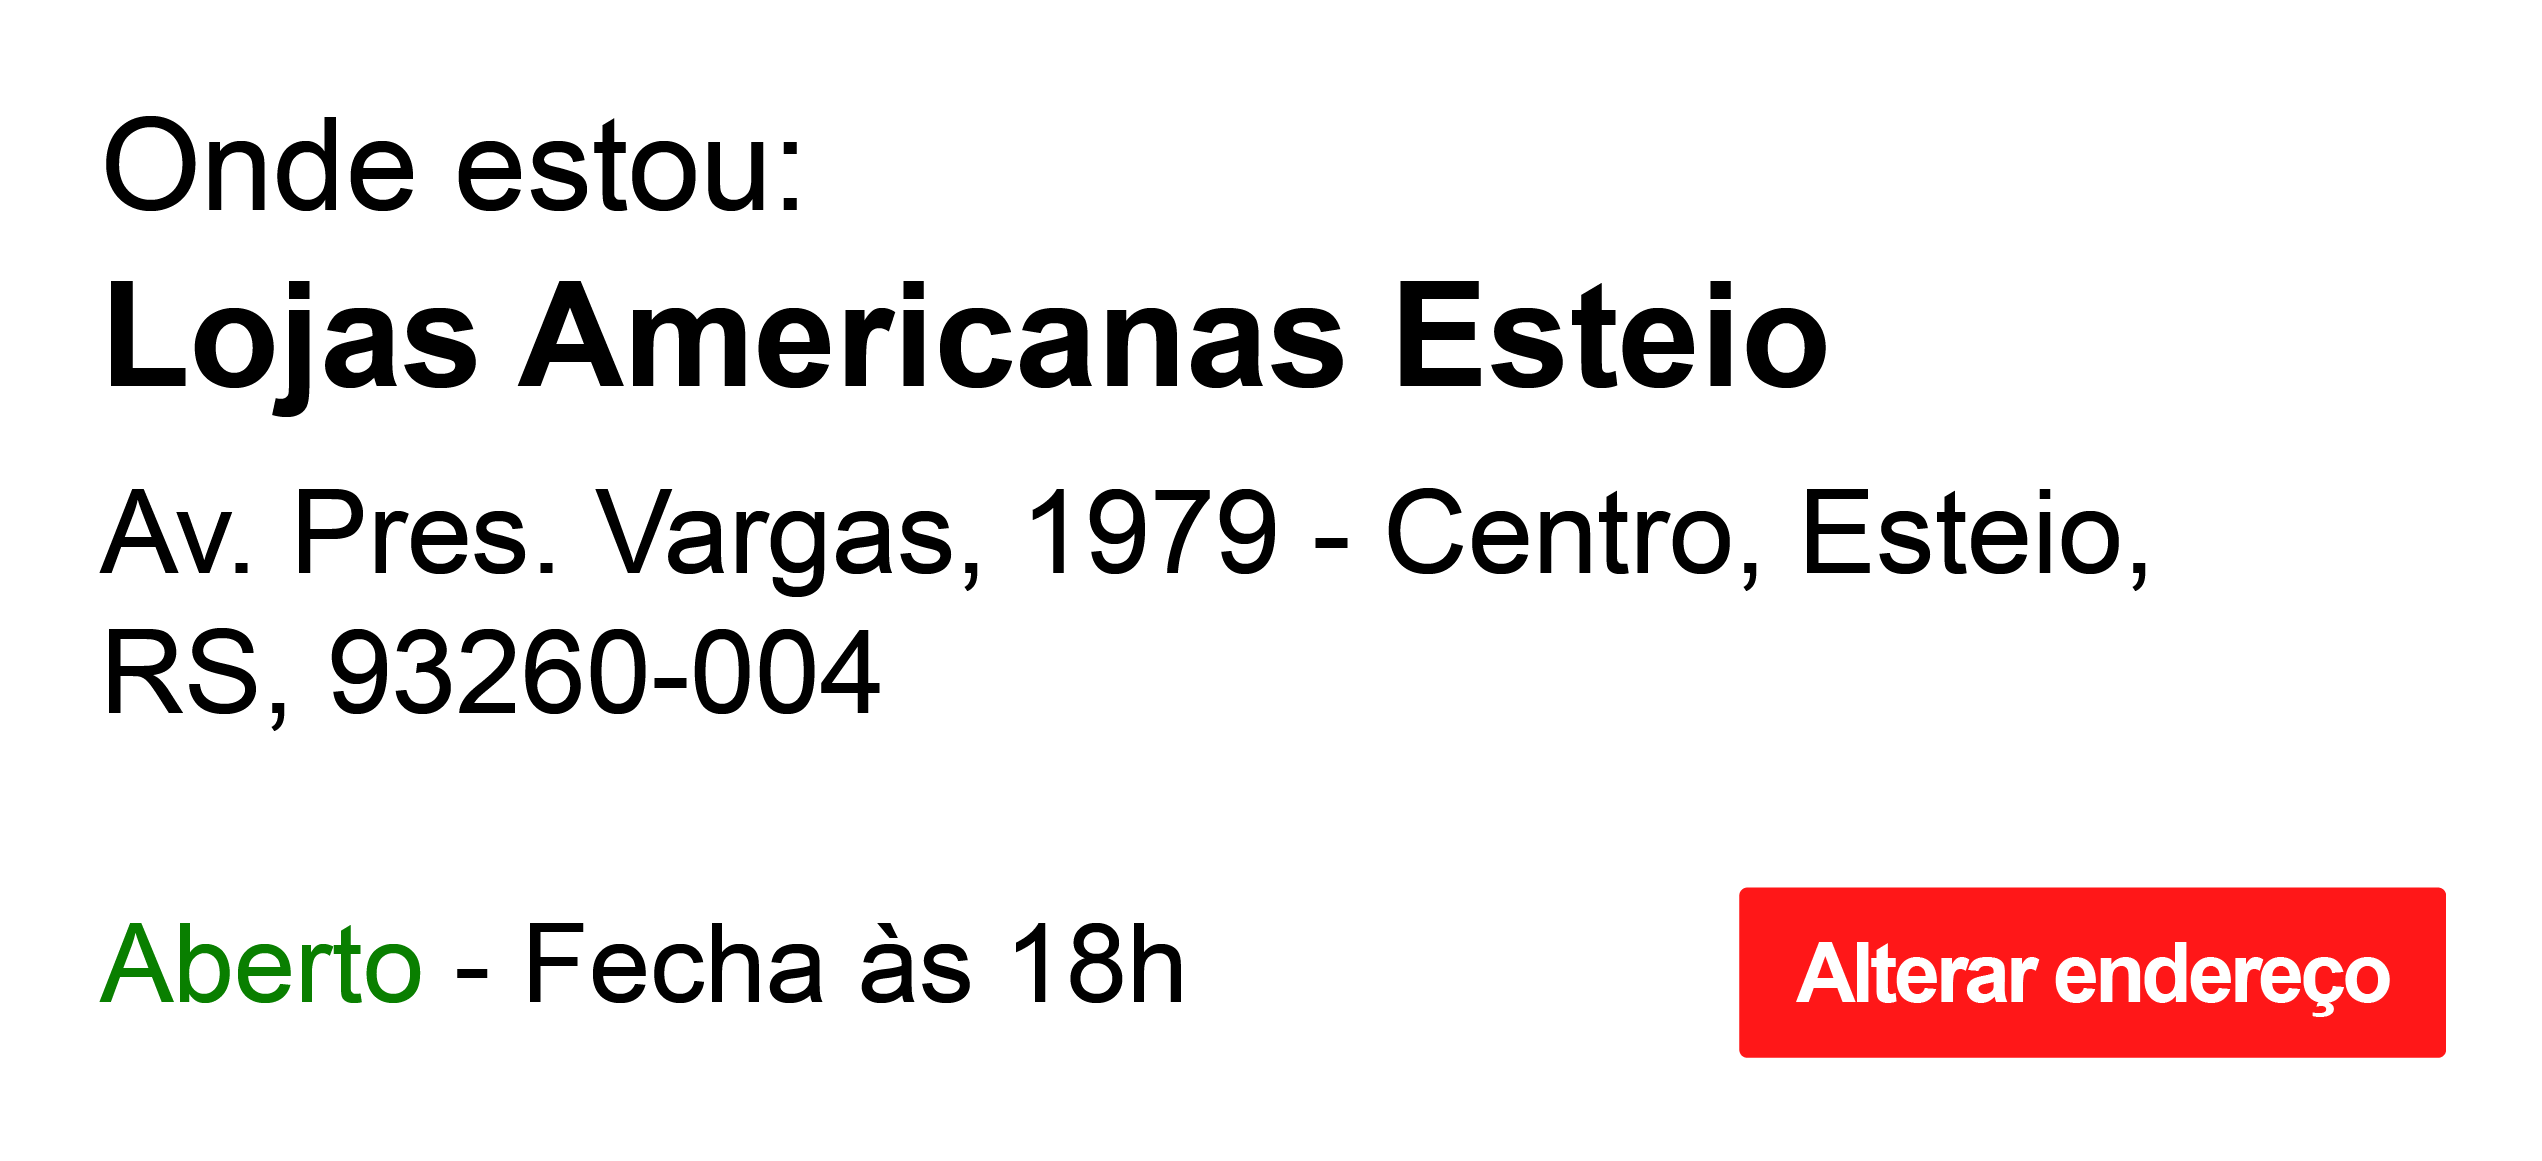 Onde estou:
Lojas Americanas Esteio
Av. Pres. Vargas, 1979 - Centro, Esteio,
RS, 93260-004
Aberto - Fecha às 18h
Alterar endereço